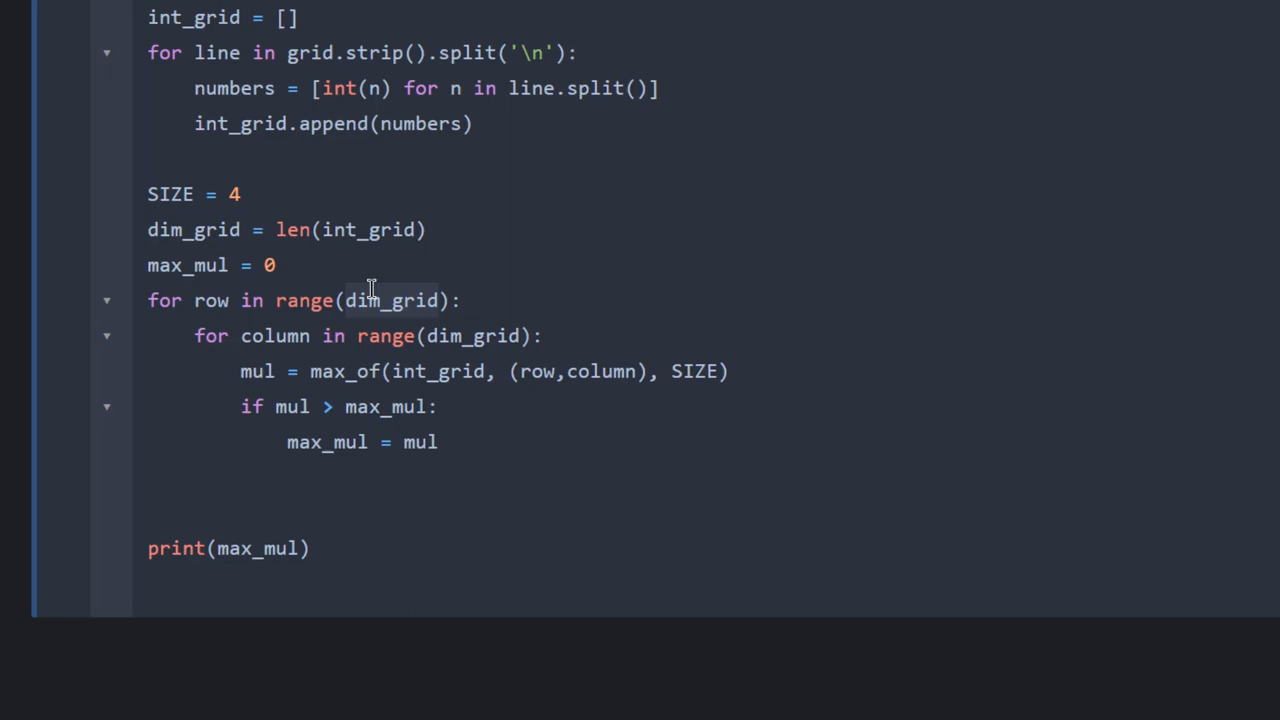 int_grid = []
for line in grid.strip().split('\n'):
    numbers = [int(n) for n in line.split()]
    int_grid.append(numbers)

SIZE = 4
dim_grid = len(int_grid)
max_mul = 0
for row in range(dim_grid):
    for column in range(dim_grid):
        mul = max_of(int_grid, (row,column), SIZE)
        if mul > max_mul:
            max_mul = mul

print(max_mul)